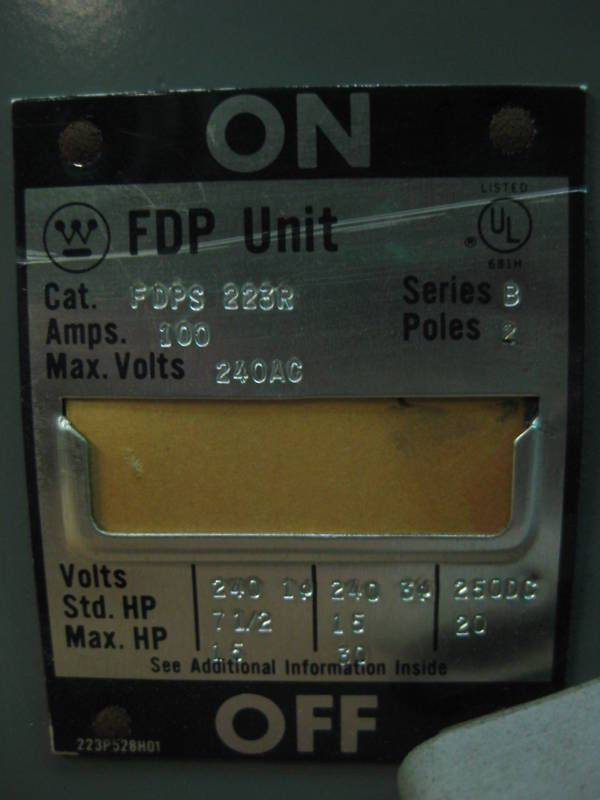 ON
LISTED
UL
®
681H
FDP Unit
Cat. FDPS 223R Series B
Amps. 100 Poles 2
Max. Volts 240AC
Volts 240 1φ 240 3φ 250DC
Std. HP 7 1/2 15 20
Max. HP 15 30
See Additional Information Inside
OFF
223P528H01